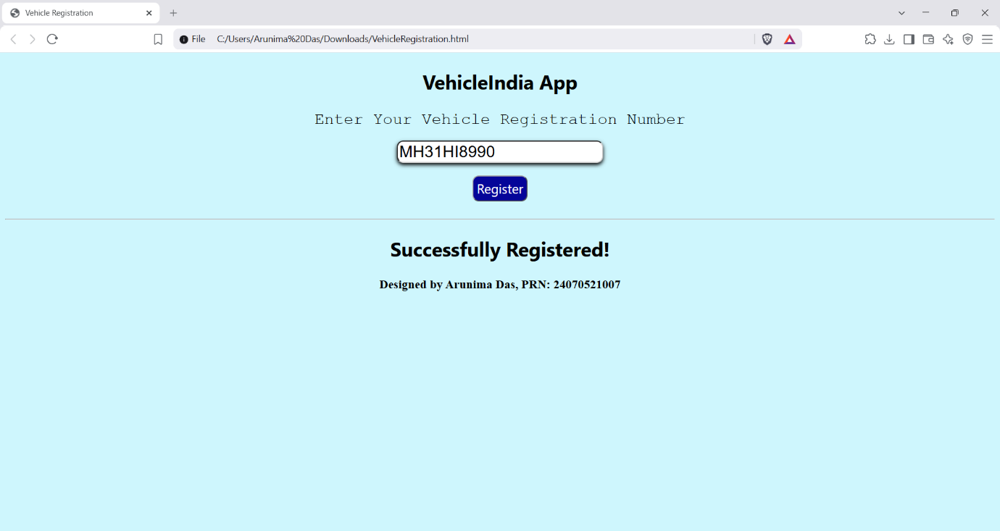 Vehicle Registration
File C:/Users/Arunima%20Das/Downloads/VehicleRegistration.html
VehicleIndia App
Enter Your Vehicle Registration Number
MH31HI8990
Register
Successfully Registered!
Designed by Arunima Das, PRN: 24070521007